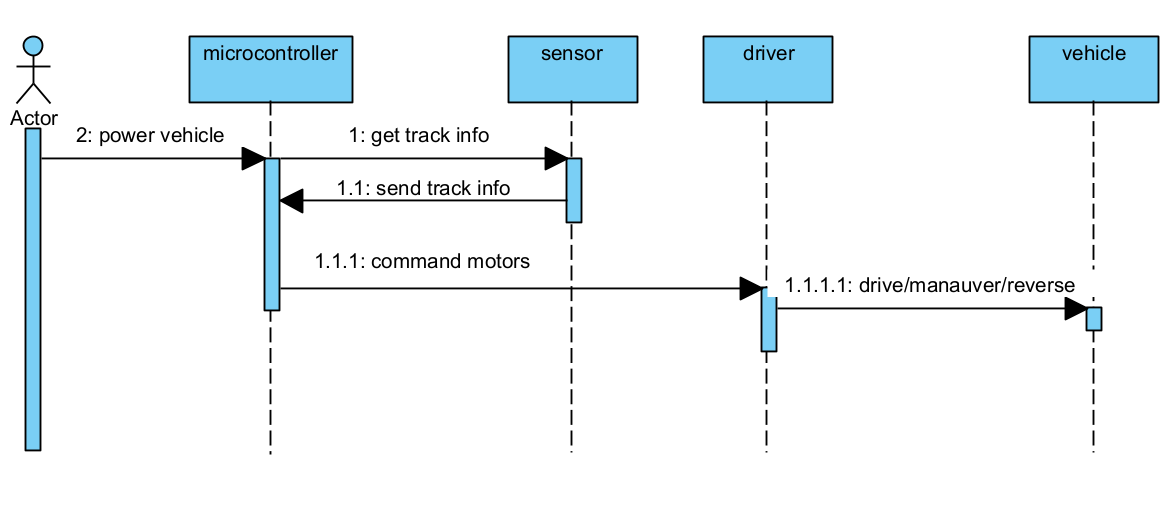 microcontroller
sensor
driver
vehicle
Actor
2: power vehicle
1: get track info
1.1: send track info
1.1.1: command motors
1.1.1.1: drive/manauver/reverse